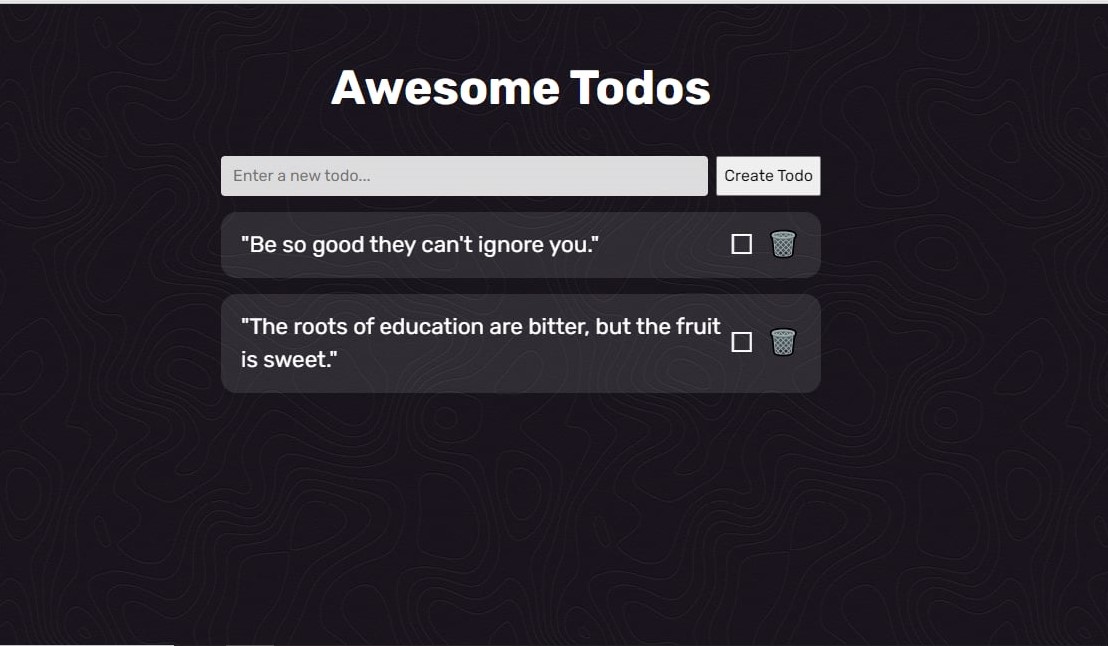 Awesome Todos
Enter a new todo...
Create Todo
"Be so good they can't ignore you."
"The roots of education are bitter, but the fruit
is sweet."